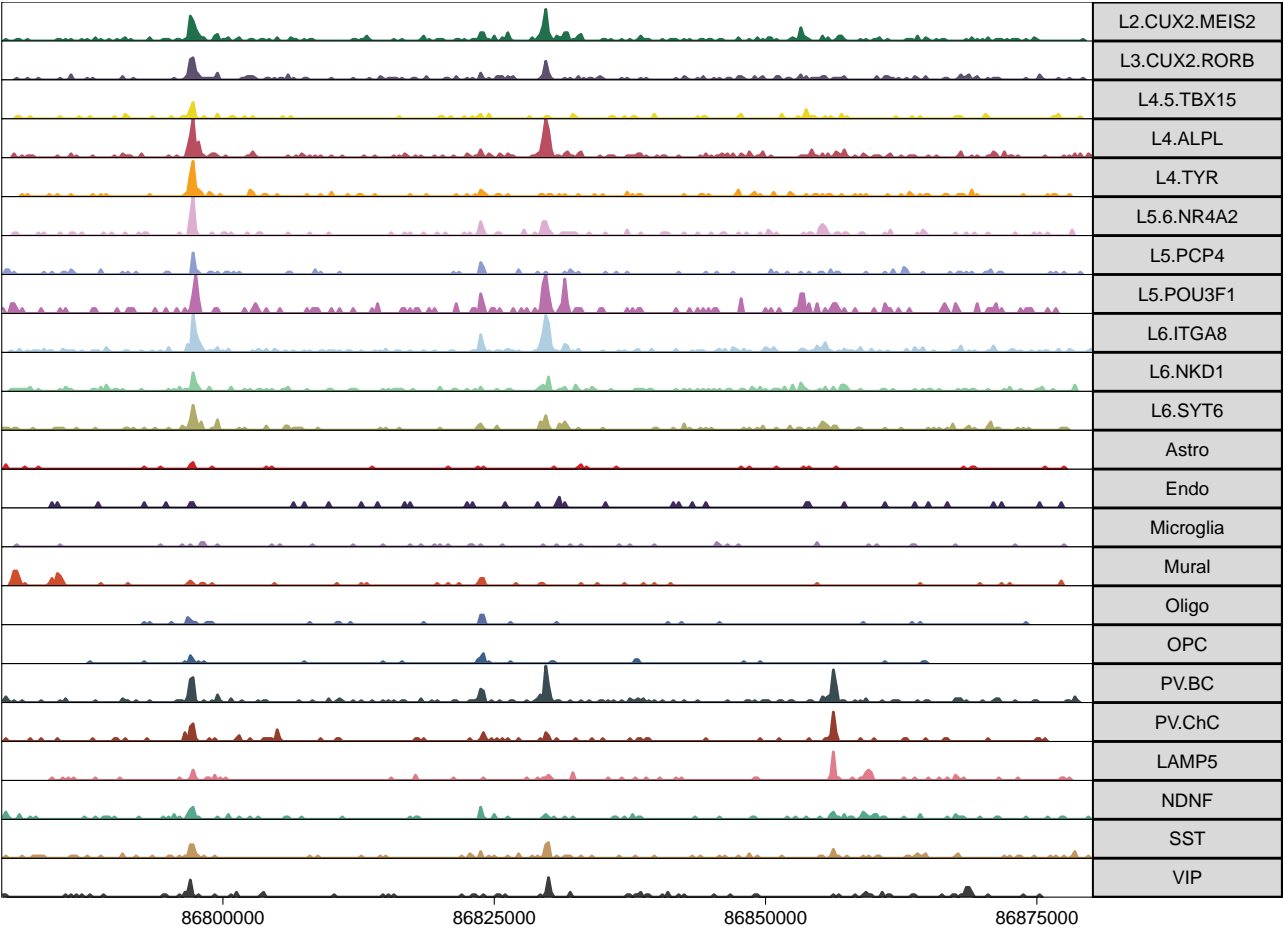 L2.CUX2.MEIS2
L3.CUX2.RORB
L4.5.TBX15
L4.ALPL
L4.TYR
L5.6.NR4A2
L5.PCP4
L5.POU3F1
L6.ITGA8
L6.NKD1
L6.SYT6
Astro
Endo
Microglia
Mural
Oligo
OPC
PV.BC
PV.ChC
LAMP5
NDNF
SST
VIP
86800000 86825000 86850000 86875000